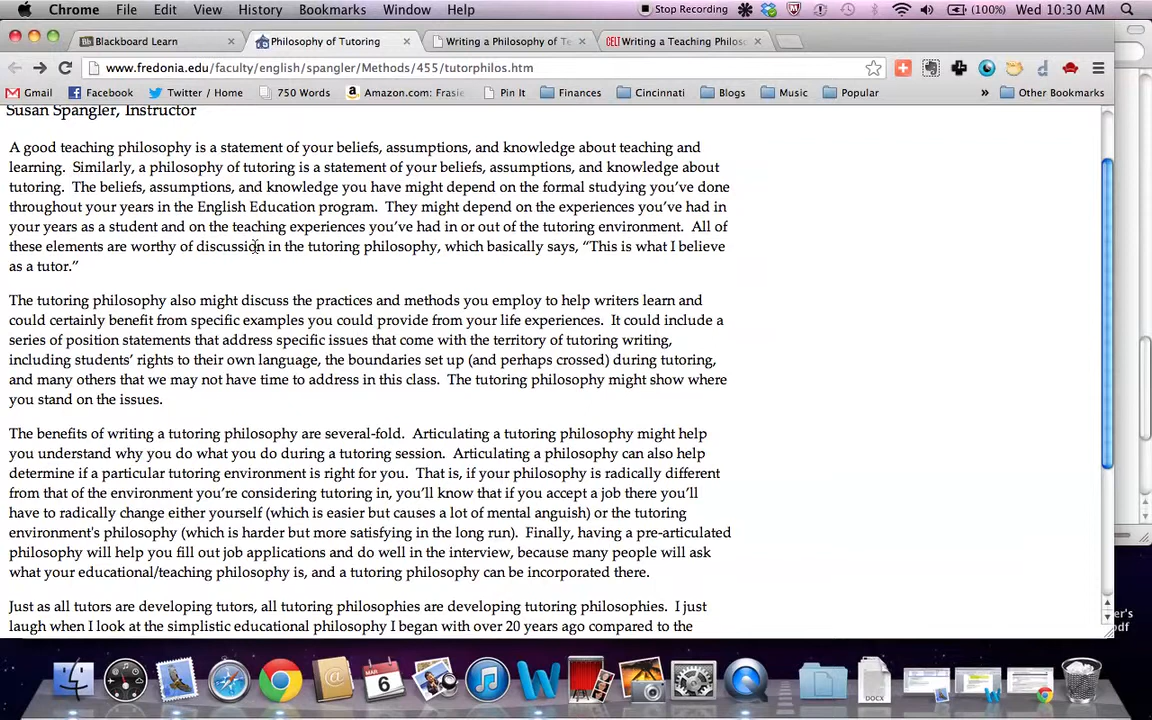 Chrome File Edit View History Bookmarks Window Help Stop Recording (100%) Wed 10:30 AM
Bb Blackboard Learn Philosophy of Tutoring Writing a Philosophy of Te CELT Writing a Teaching Philos
www.fredonia.edu/faculty/english/spangler/Methods/455/tutorphilos.htm
Gmail Facebook Twitter / Home 750 Words Amazon.com: Frasie Pin It Finances Cincinnati Blogs Music Popular » Other Bookmarks
Susan Spangler, Instructor
A good teaching philosophy is a statement of your beliefs, assumptions, and knowledge about teaching and
learning. Similarly, a philosophy of tutoring is a statement of your beliefs, assumptions, and knowledge about
tutoring. The beliefs, assumptions, and knowledge you have might depend on the formal studying you’ve done
throughout your years in the English Education program. They might depend on the experiences you’ve had in
your years as a student and on the teaching experiences you’ve had in or out of the tutoring environment. All of
these elements are worthy of discussion in the tutoring philosophy, which basically says, “This is what I believe
as a tutor.”
The tutoring philosophy also might discuss the practices and methods you employ to help writers learn and
could certainly benefit from specific examples you could provide from your life experiences. It could include a
series of position statements that address specific issues that come with the territory of tutoring writing,
including students’ rights to their own language, the boundaries set up (and perhaps crossed) during tutoring,
and many others that we may not have time to address in this class. The tutoring philosophy might show where
you stand on the issues.
The benefits of writing a tutoring philosophy are several-fold. Articulating a tutoring philosophy might help
you understand why you do what you do during a tutoring session. Articulating a philosophy can also help
determine if a particular tutoring environment is right for you. That is, if your philosophy is radically different
from that of the environment you’re considering tutoring in, you’ll know that if you accept a job there you’ll
have to radically change either yourself (which is easier but causes a lot of mental anguish) or the tutoring
environment's philosophy (which is harder but more satisfying in the long run). Finally, having a pre-articulated
philosophy will help you fill out job applications and do well in the interview, because many people will ask
what your educational/teaching philosophy is, and a tutoring philosophy can be incorporated there.
Just as all tutors are developing tutors, all tutoring philosophies are developing tutoring philosophies. I just
laugh when I look at the simplistic educational philosophy I began with over 20 years ago compared to the
er's
df
MAR
6
DOCX